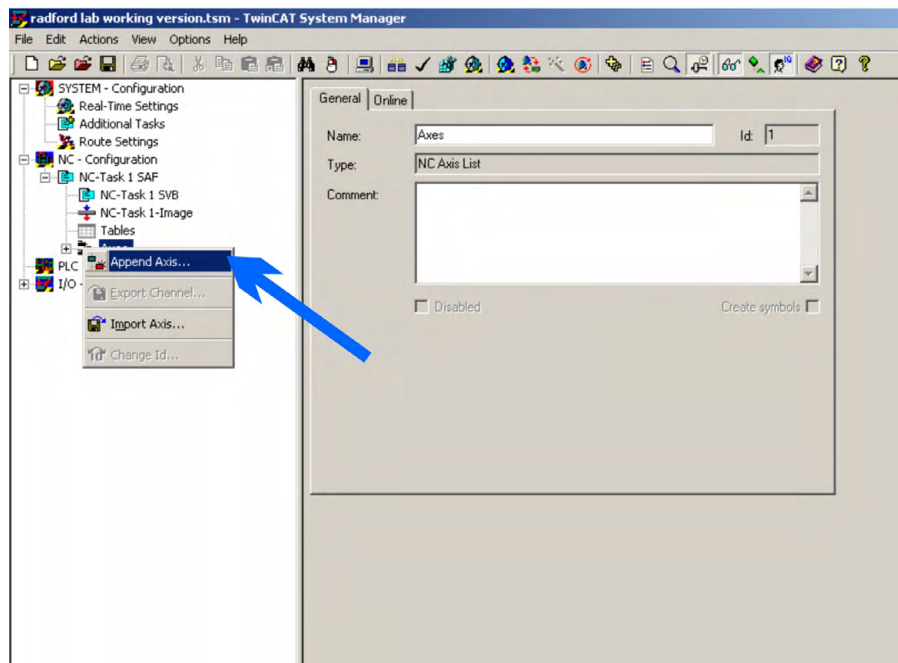 radford lab working version.tsm - TwinCAT System Manager
File Edit Actions View Options Help
SYSTEM - Configuration
Real-Time Settings
Additional Tasks
Route Settings
NC - Configuration
NC-Task 1 SAF
NC-Task 1 SVB
NC-Task 1-Image
Tables
PLC
I/O -
Append Axis...
Export Channel...
Import Axis...
Change Id...
General Online
Name: Axes Id: 1
Type: NC Axis List
Comment:
Disabled Create symbols